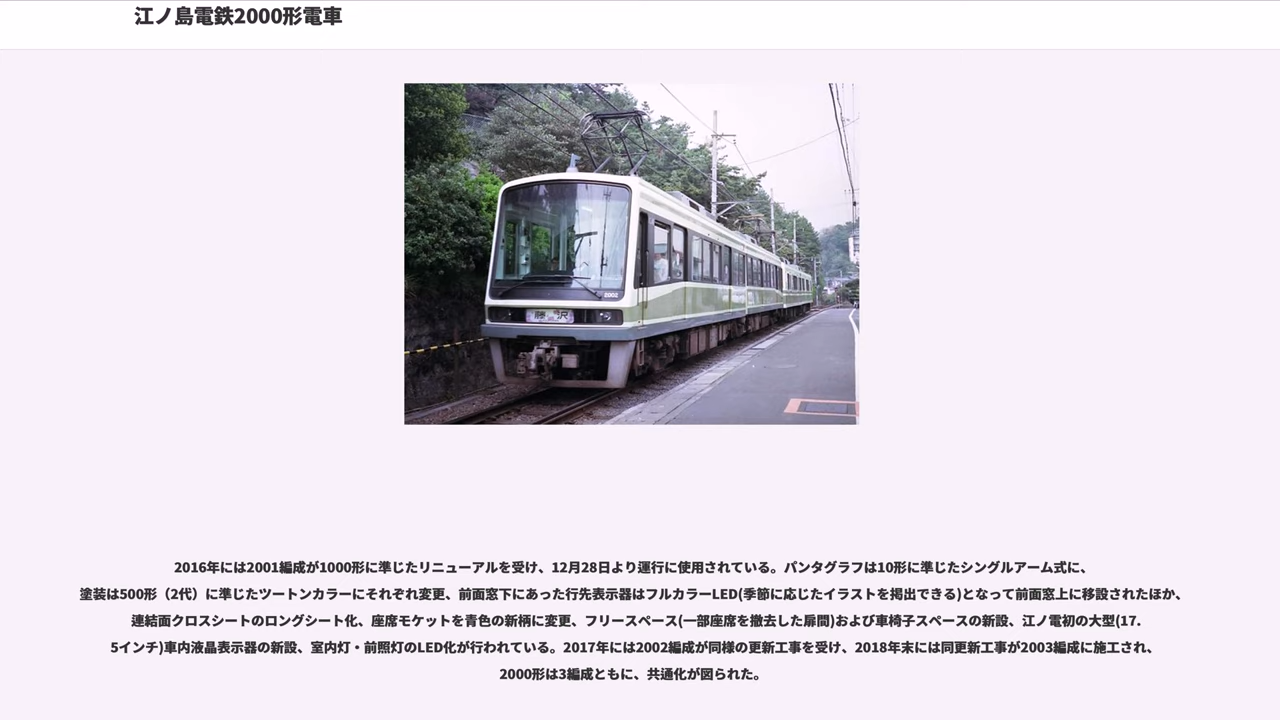 江ノ島電鉄2000形電車
2002
藤沢
2016年には2001編成が1000形に準じたリニューアルを受け、12月28日より運行に使用されている。パンタグラフは10形に準じたシングルアーム式に、
塗装は500形（2代）に準じたツートンカラーにそれぞれ変更、前面窓下にあった行先表示器はフルカラーLED(季節に応じたイラストを掲出できる)となって前面窓上に移設されたほか、
連結面クロスシートのロングシート化、座席モケットを青色の新柄に変更、フリースペース(一部座席を撤去した扉間)および車椅子スペースの新設、江ノ電初の大型(17.
5インチ)車内液晶表示器の新設、室内灯・前照灯のLED化が行われている。2017年には2002編成が同様の更新工事を受け、2018年末には同更新工事が2003編成に施工され、
2000形は3編成ともに、共通化が図られた。